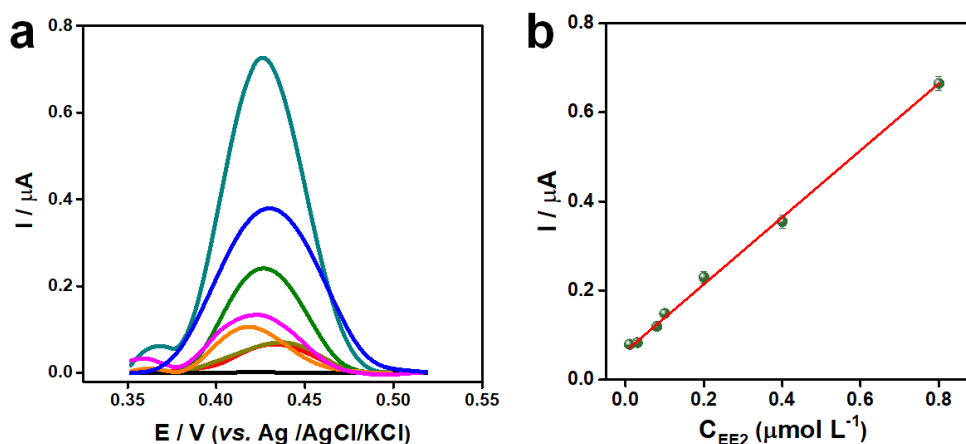 a
0.8
0.6
0.4
0.2
0.0
I / μA
0.35 0.40 0.45 0.50 0.55
E / V (vs. Ag /AgCl/KCl)
b
0.8
0.6
0.4
0.2
0.0
I / μA
0.0 0.2 0.4 0.6 0.8
C_EE2 (μmol L⁻¹)